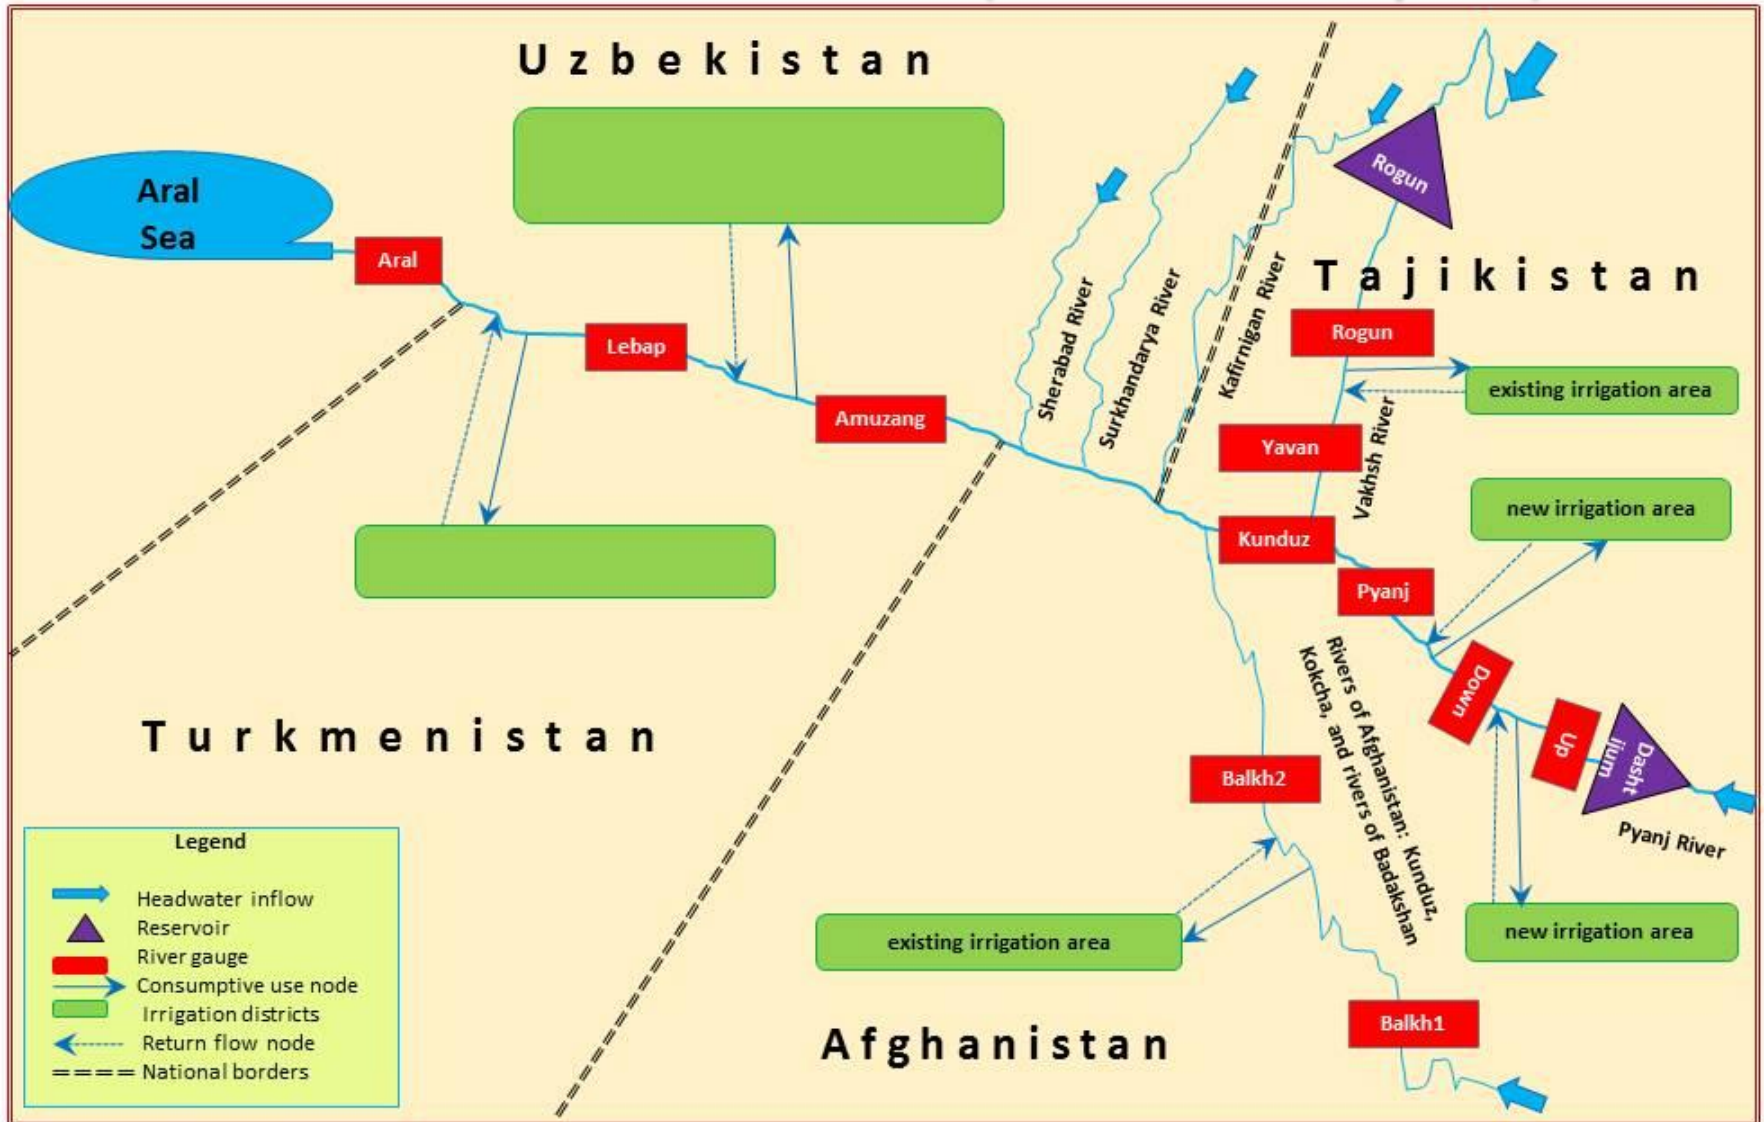 Uzbekistan
Aral
Sea
Aral
Lebap
Amuzang
Sherabad River
Surkhandarya River
Kafirnigan River
Rogun
Tajikistan
Rogun
existing irrigation area
Yavan
Vakhsh River
new irrigation area
Kunduz
Pyanj
Down
Up
Dasht
ijum
Pyanj River
Rivers of Afghanistan: Kunduz,
Kokcha, and rivers of Badakshan
Turkmenistan
Balkh2
existing irrigation area
new irrigation area
Balkh1
Afghanistan
Legend
Headwater inflow
Reservoir
River gauge
Consumptive use node
Irrigation districts
Return flow node
National borders